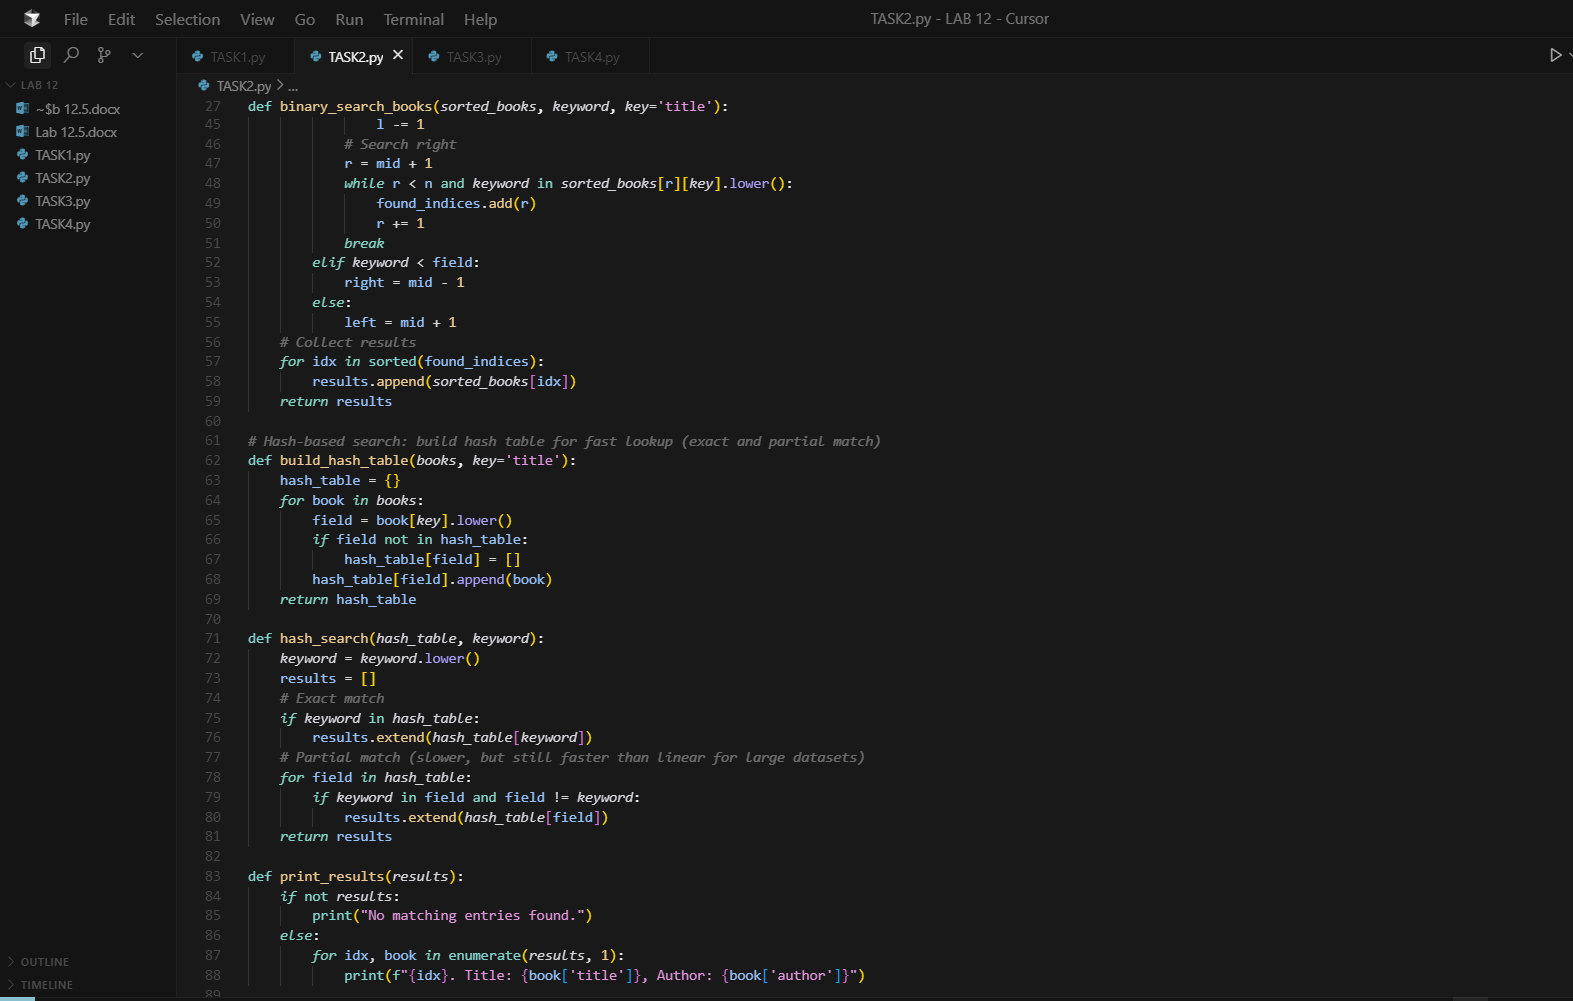 File Edit Selection View Go Run Terminal Help
TASK2.py - LAB 12 - Cursor
TASK1.py
TASK2.py
TASK3.py
TASK4.py
LAB 12
~$b 12.5.docx
Lab 12.5.docx
TASK1.py
TASK2.py
TASK3.py
TASK4.py
OUTLINE
TIMELINE
TASK2.py > ...
27 def binary_search_books(sorted_books, keyword, key='title'):
45                 l -= 1
46             # Search right
47             r = mid + 1
48             while r < n and keyword in sorted_books[r][key].lower():
49                 found_indices.add(r)
50                 r += 1
51             break
52         elif keyword < field:
53             right = mid - 1
54         else:
55             left = mid + 1
56     # Collect results
57     for idx in sorted(found_indices):
58         results.append(sorted_books[idx])
59     return results
60
61 # Hash-based search: build hash table for fast lookup (exact and partial match)
62 def build_hash_table(books, key='title'):
63     hash_table = {}
64     for book in books:
65         field = book[key].lower()
66         if field not in hash_table:
67             hash_table[field] = []
68         hash_table[field].append(book)
69     return hash_table
70
71 def hash_search(hash_table, keyword):
72     keyword = keyword.lower()
73     results = []
74     # Exact match
75     if keyword in hash_table:
76         results.extend(hash_table[keyword])
77     # Partial match (slower, but still faster than linear for large datasets)
78     for field in hash_table:
79         if keyword in field and field != keyword:
80             results.extend(hash_table[field])
81     return results
82
83 def print_results(results):
84     if not results:
85         print("No matching entries found.")
86     else:
87         for idx, book in enumerate(results, 1):
88             print(f"{idx}. Title: {book['title']}, Author: {book['author']}")
89